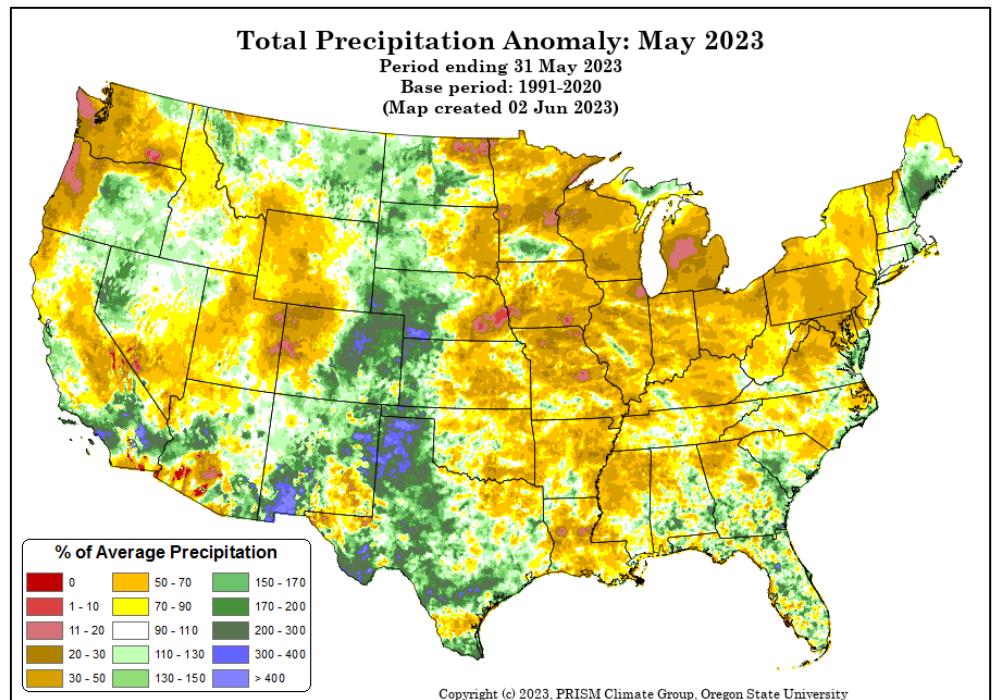 Total Precipitation Anomaly: May 2023
Period ending 31 May 2023
Base period: 1991-2020
(Map created 02 Jun 2023)
% of Average Precipitation
0
1 - 10
11 - 20
20 - 30
30 - 50
50 - 70
70 - 90
90 - 110
110 - 130
130 - 150
150 - 170
170 - 200
200 - 300
300 - 400
> 400
Copyright (c) 2023, PRISM Climate Group, Oregon State University